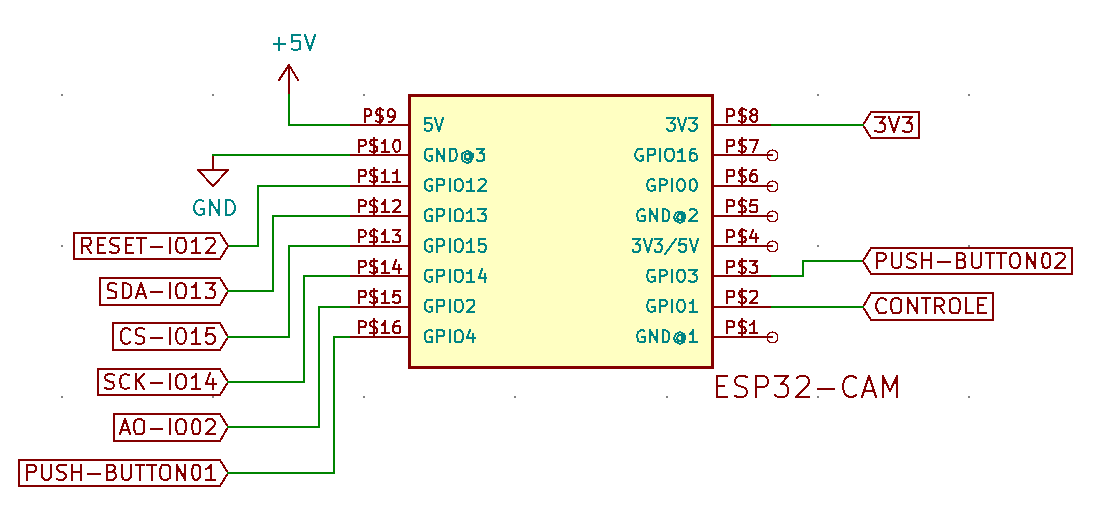 +5V
P$9
5V
3V3
P$8
3V3
P$10
GND@3
GPIO16
P$7
P$11
GPIO12
GPIO0
P$6
GND
P$12
GPIO13
GND@2
P$5
RESET-IO12
P$13
GPIO15
3V3/5V
P$4
P$14
GPIO14
GPIO3
P$3
PUSH-BUTTON02
SDA-IO13
P$15
GPIO2
GPIO1
P$2
CONTROLE
CS-IO15
P$16
GPIO4
GND@1
P$1
SCK-IO14
ESP32-CAM
AO-IO02
PUSH-BUTTON01